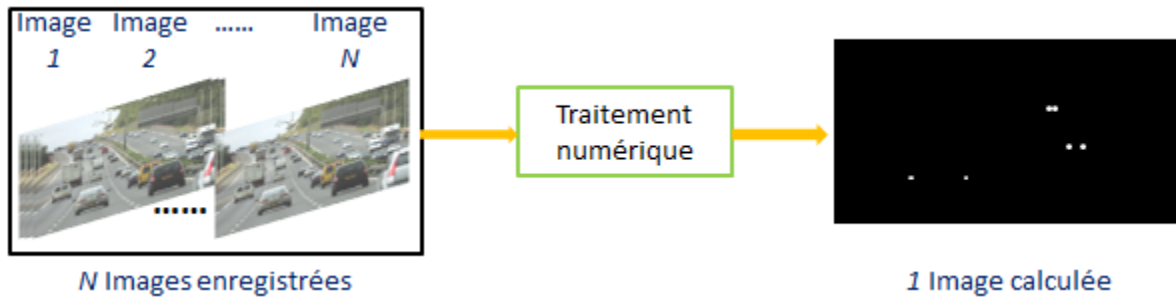 Image Image ...... Image
1 2 N
......
Traitement
numérique
N Images enregistrées
1 Image calculée